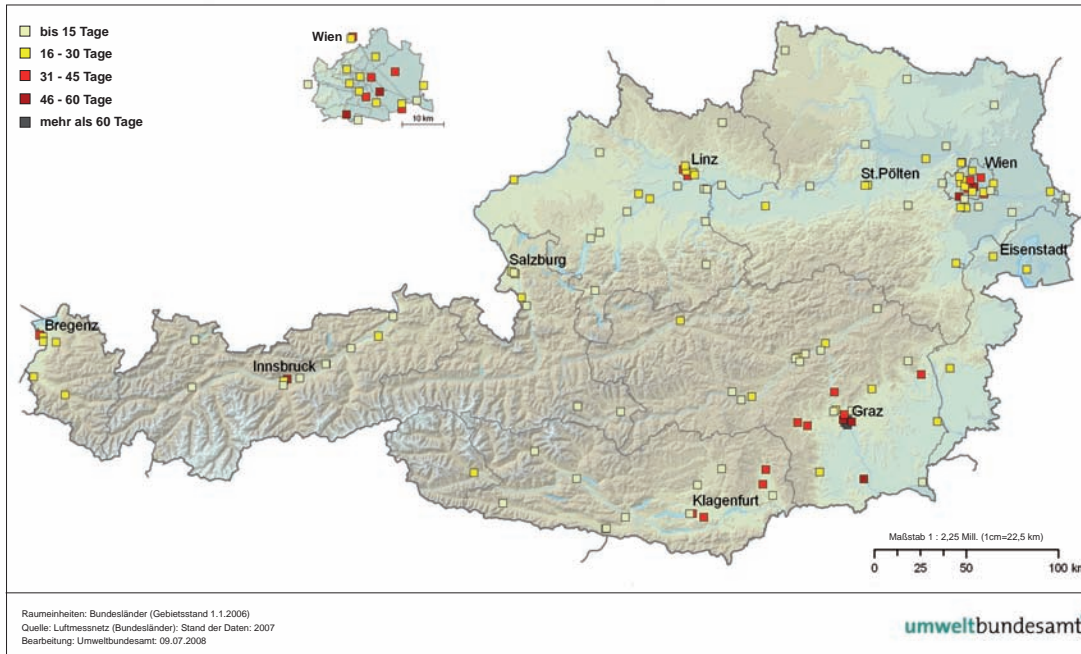 bis 15 Tage
16 - 30 Tage
31 - 45 Tage
46 - 60 Tage
mehr als 60 Tage
Wien
10 km
Linz
St.Pölten
Wien
Eisenstadt
Salzburg
Bregenz
Innsbruck
Graz
Klagenfurt
Maßstab 1 : 2,25 Mill. (1cm=22,5 km)
0 25 50 100 km
Raumeinheiten: Bundesländer (Gebietsstand 1.1.2006)
Quelle: Luftmessnetz (Bundesländer): Stand der Daten: 2007
Bearbeitung: Umweltbundesamt: 09.07.2008
umweltbundesamt